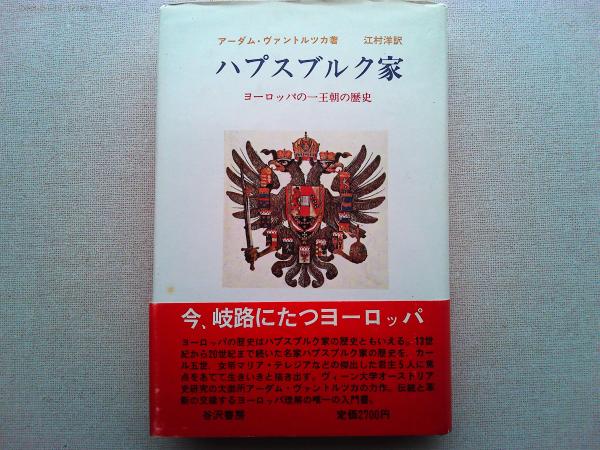 アーダム・ヴァントルツカ著 江村洋訳
ハプスブルク家
ヨーロッパの一王朝の歴史
今、岐路にたつヨーロッパ
ヨーロッパの歴史はハプスブルク家の歴史ともいえる。13世
紀から20世紀まで続いた名家ハプスブルク家の歴史を、カー
ル五世、女帝マリア・テレジアなどの傑出した君主5人に焦
点をあてて生きいきと描き出す。ヴィーン大学オーストリア
史研究の大御所アーダム・ヴァントルツカの力作。伝統と革
新の交錯するヨーロッパ理解の唯一の入門書。
谷沢書房 定価2700円